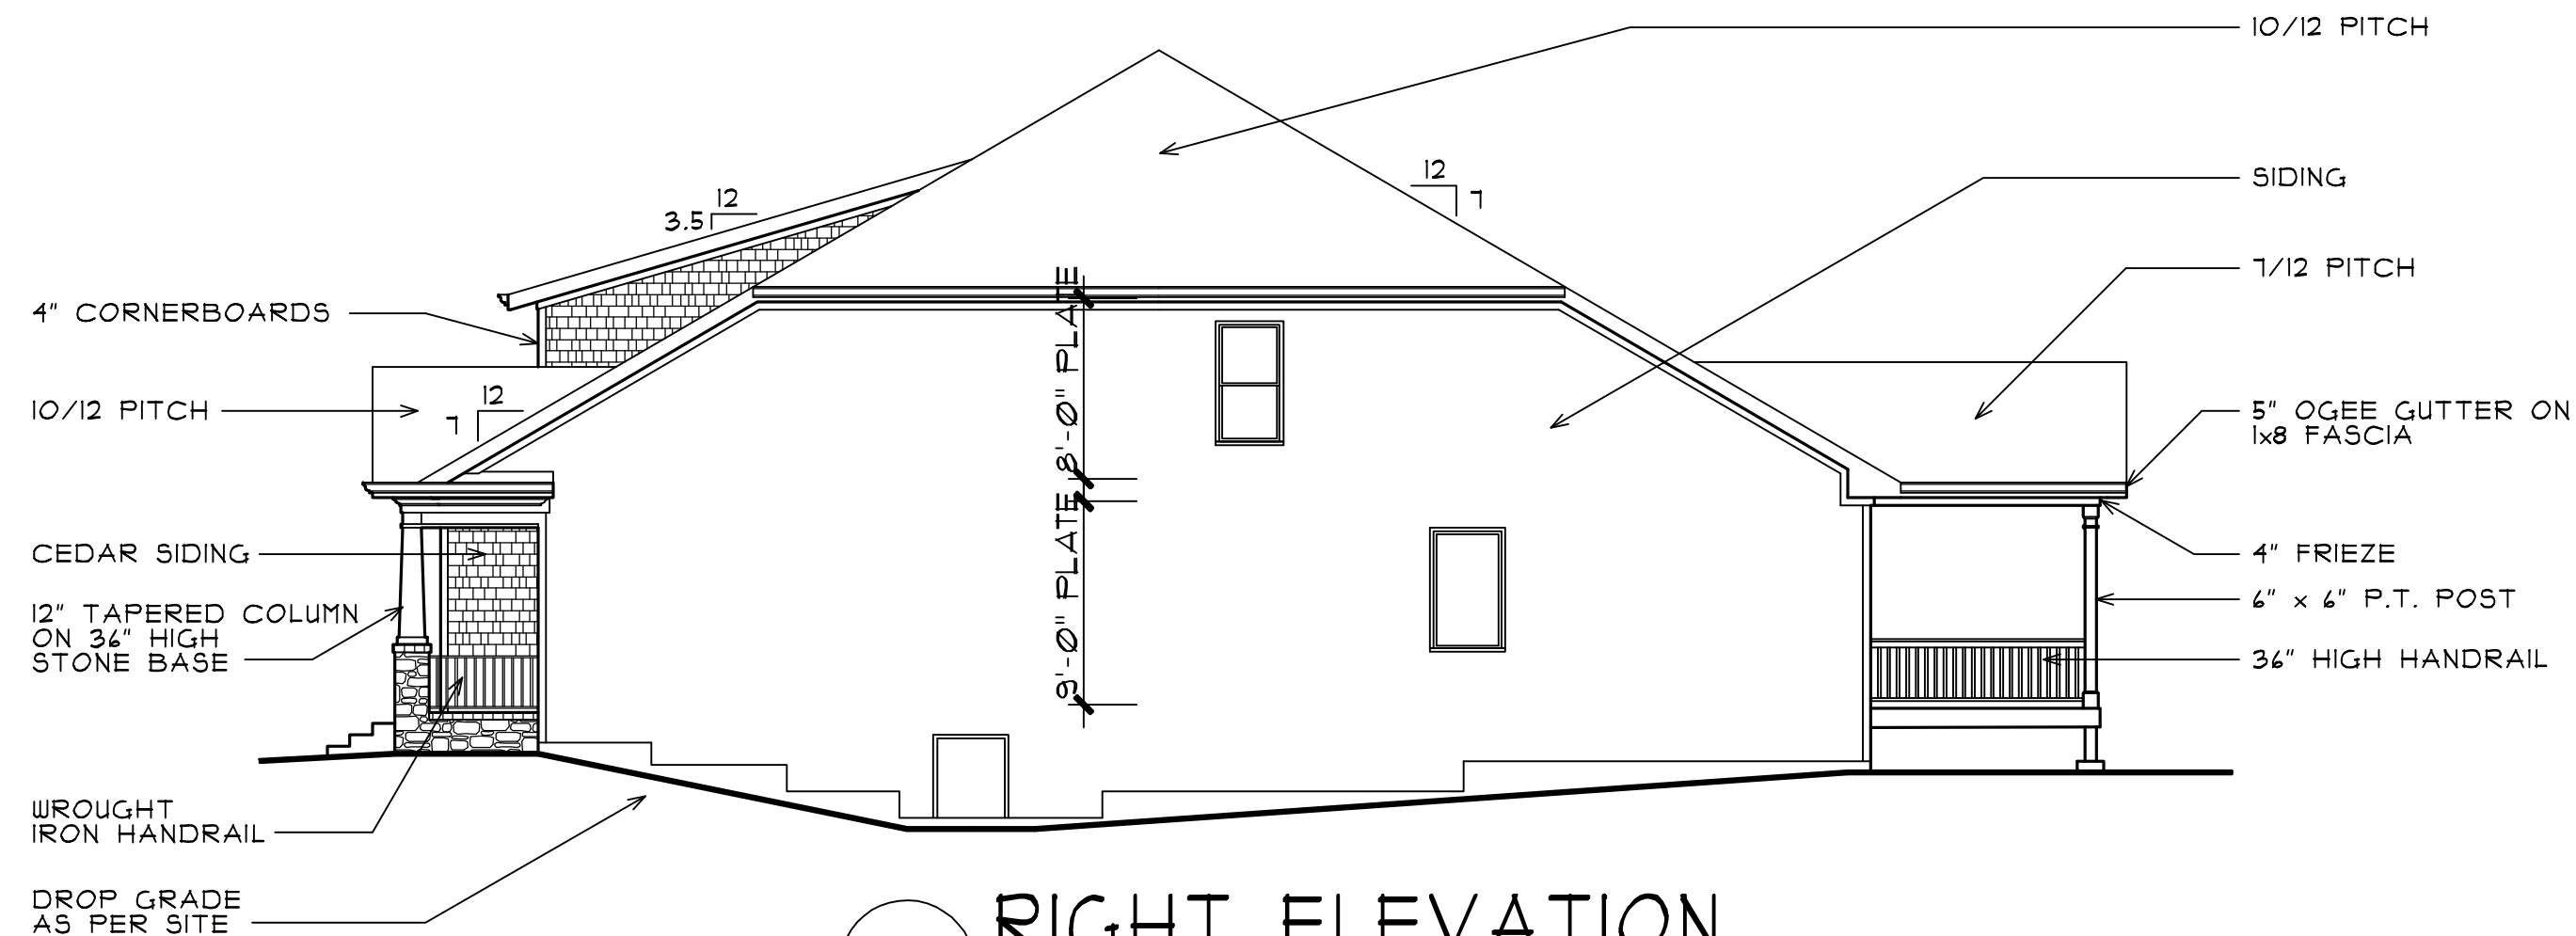 10/12 PITCH
12
3.5
12
7
SIDING
7/12 PITCH
4" CORNERBOARDS
10/12 PITCH
12
7
8'-0" PLATE
5" OGEE GUTTER ON
1x8 FASCIA
CEDAR SIDING
9'-0" PLATE
4" FRIEZE
12" TAPERED COLUMN
ON 36" HIGH
STONE BASE
6" x 6" P.T. POST
36" HIGH HANDRAIL
WROUGHT
IRON HANDRAIL
DROP GRADE
AS PER SITE
RIGHT ELEVATION